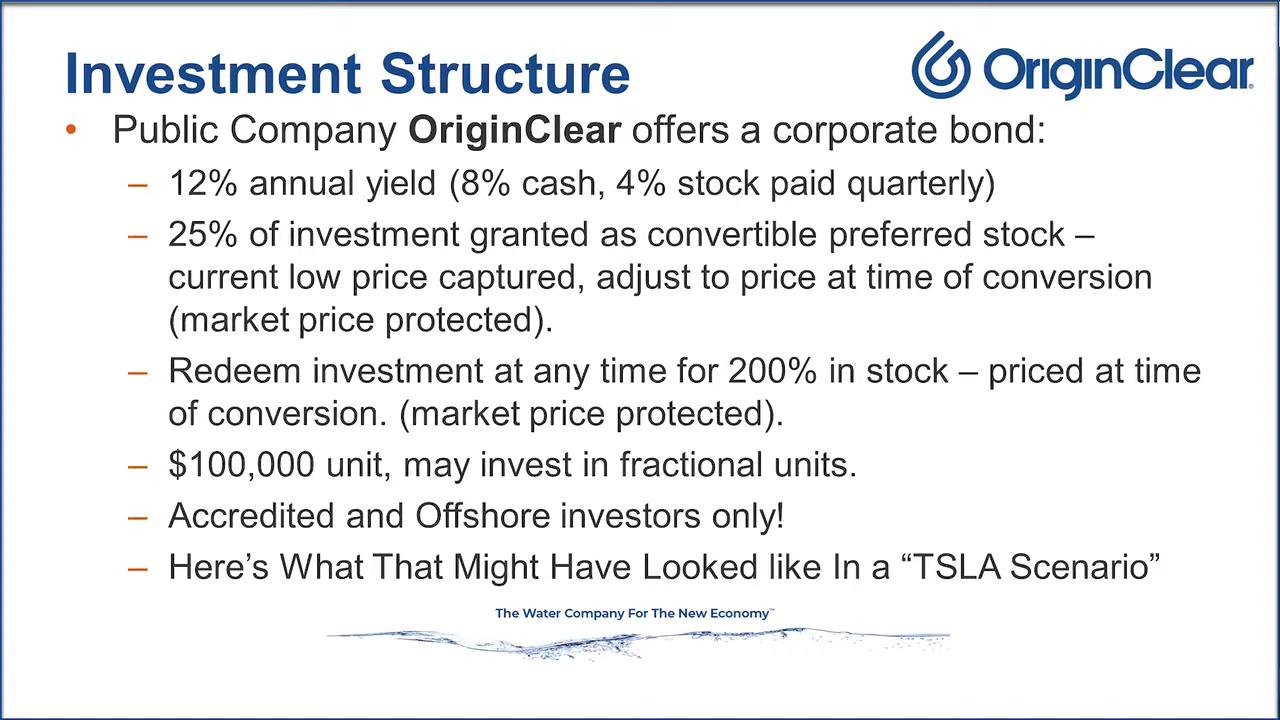 Investment Structure
OriginClear®
• Public Company OriginClear offers a corporate bond:
– 12% annual yield (8% cash, 4% stock paid quarterly)
– 25% of investment granted as convertible preferred stock –
current low price captured, adjust to price at time of conversion
(market price protected).
– Redeem investment at any time for 200% in stock – priced at time
of conversion. (market price protected).
– $100,000 unit, may invest in fractional units.
– Accredited and Offshore investors only!
– Here’s What That Might Have Looked like In a “TSLA Scenario”
The Water Company For The New Economy™